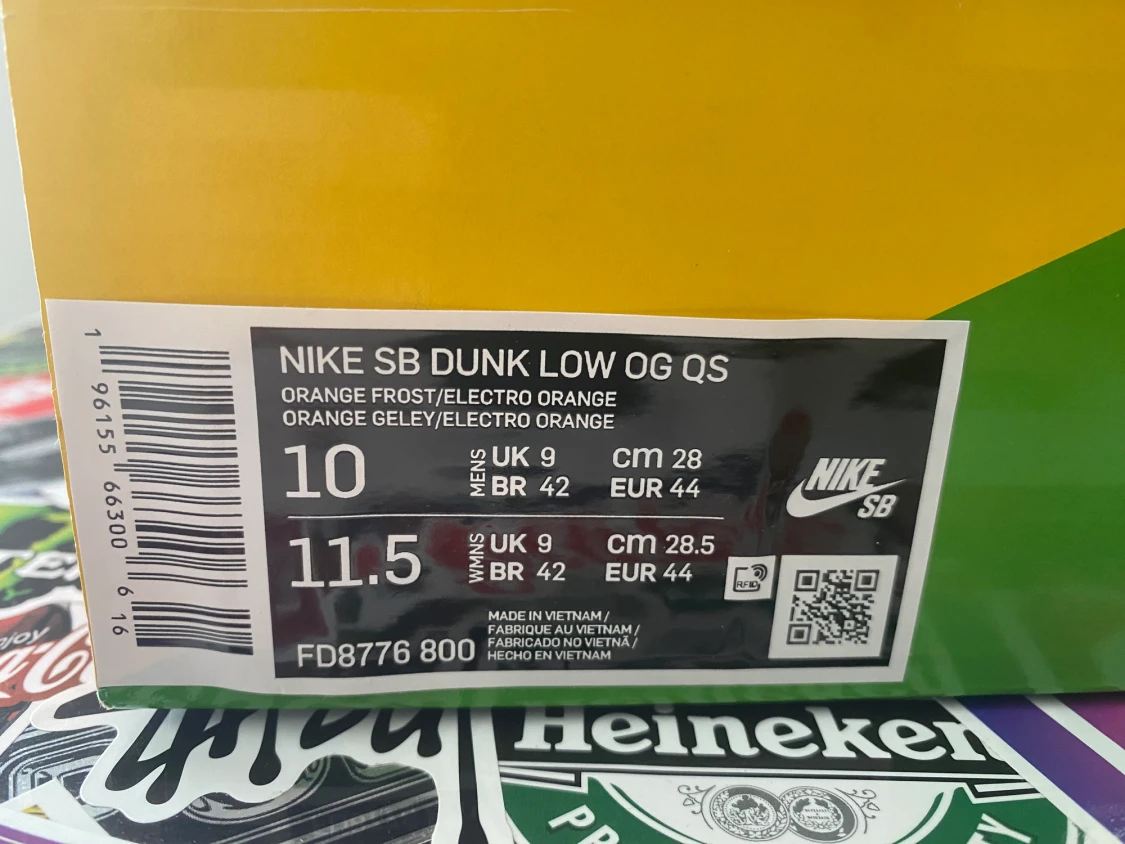 NIKE SB DUNK LOW OG QS
ORANGE FROST/ELECTRO ORANGE
ORANGE GELEY/ELECTRO ORANGE
10 MENS UK 9 cm 28
BR 42 EUR 44
11.5 WMNS UK 9 cm 28.5
BR 42 EUR 44
NIKE
SB
RFID
FD8776 800
MADE IN VIETNAM /
FABRIQUE AU VIETNAM /
FABRICADO NO VIETNÃ /
HECHO EN VIETNAM
1 96155 66300 6 16
enjoy
Heineken